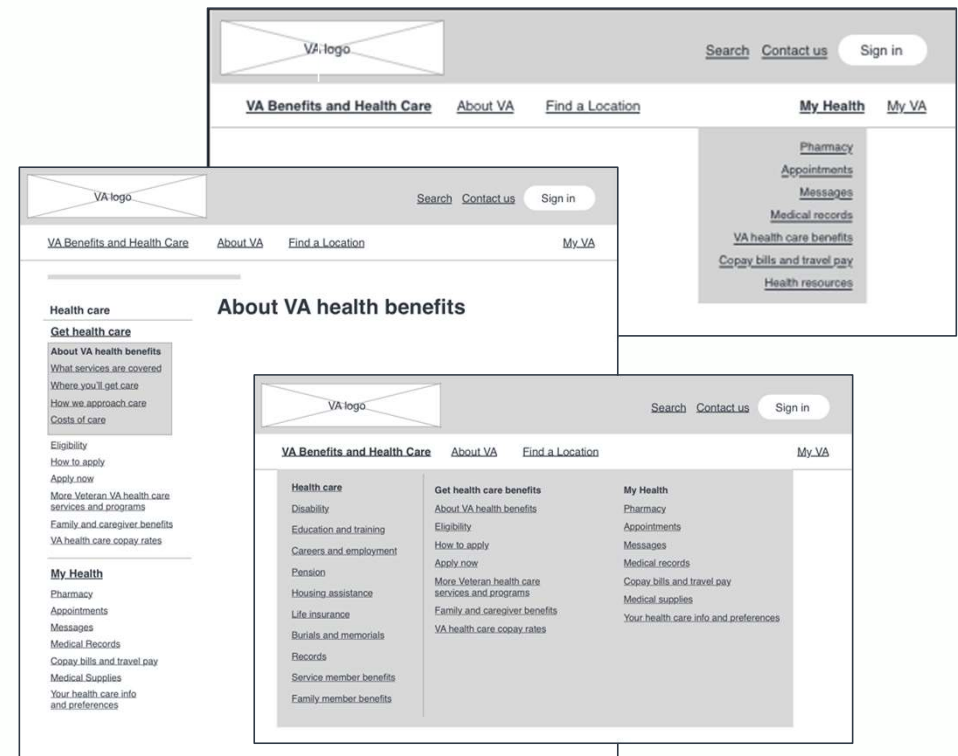 VA logo
Search Contact us Sign in
VA Benefits and Health Care About VA Find a Location My Health My VA
Pharmacy
Appointments
Messages
Medical records
VA health care benefits
Copay bills and travel pay
Health resources
VA logo
Search Contact us Sign in
VA Benefits and Health Care About VA Find a Location My VA
About VA health benefits
Health care
Get health care
About VA health benefits
What services are covered
Where you'll get care
How we approach care
Costs of care
Eligibility
How to apply
Apply now
More Veteran VA health care
services and programs
Family and caregiver benefits
VA health care copay rates
My Health
Pharmacy
Appointments
Messages
Medical Records
Copay bills and travel pay
Medical Supplies
Your health care info
and preferences
VA logo
Search Contact us Sign in
VA Benefits and Health Care About VA Find a Location My VA
Health care
Disability
Education and training
Careers and employment
Pension
Housing assistance
Life insurance
Burials and memorials
Records
Service member benefits
Family member benefits
Get health care benefits
About VA health benefits
Eligibility
How to apply
Apply now
More Veteran health care
services and programs
Family and caregiver benefits
VA health care copay rates
My Health
Pharmacy
Appointments
Messages
Medical records
Copay bills and travel pay
Medical supplies
Your health care info and preferences